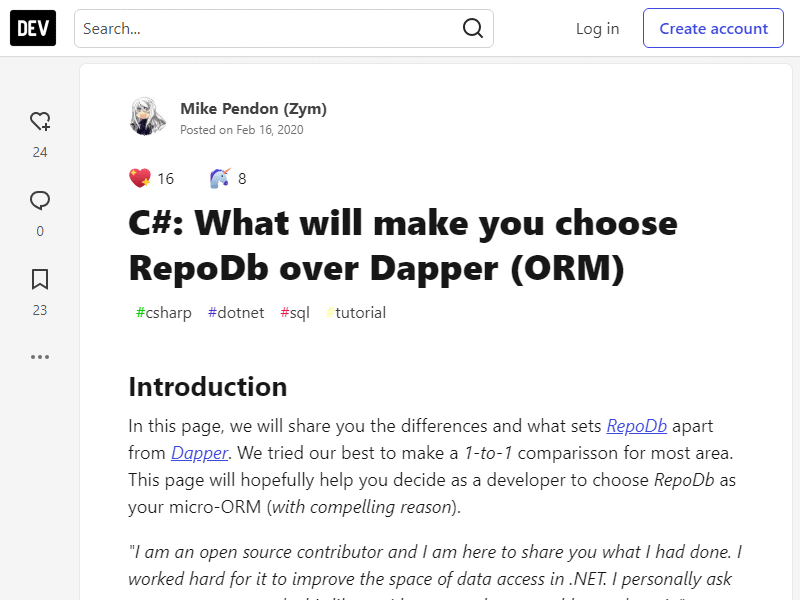 DEV
Search...
Log in
Create account
Mike Pendon (Zym)
Posted on Feb 16, 2020
24
16
8
C#: What will make you choose
RepoDb over Dapper (ORM)
0
#csharp #dotnet #sql #tutorial
23
Introduction
In this page, we will share you the differences and what sets RepoDb apart
from Dapper. We tried our best to make a 1-to-1 comparisson for most area.
This page will hopefully help you decide as a developer to choose RepoDb as
your micro-ORM (with compelling reason).
"I am an open source contributor and I am here to share you what I had done. I
worked hard for it to improve the space of data access in .NET. I personally ask